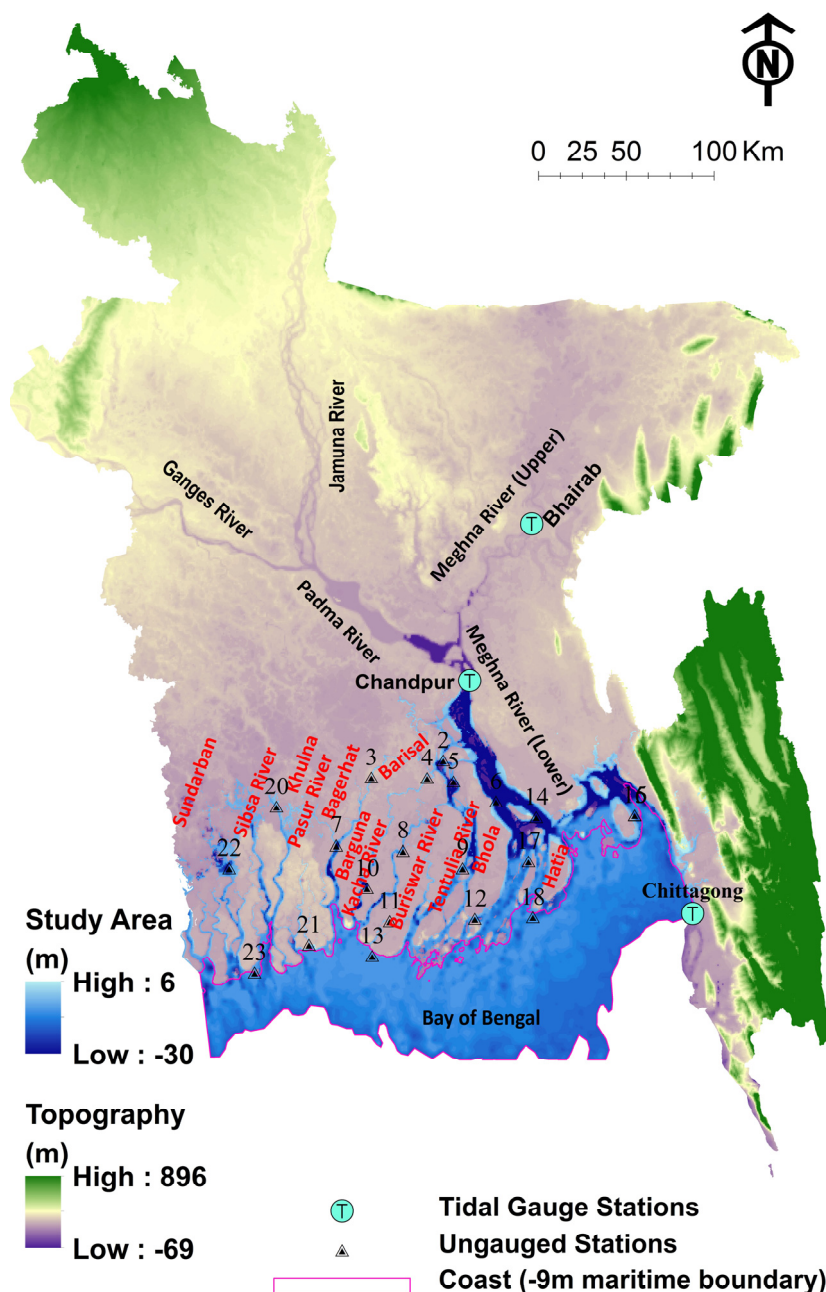 N
0 25 50 100 Km
Jamuna River
Ganges River
Meghna River (Upper)
Bhairab
T
Padma River
Meghna River (Lower)
Chandpur
T
Sundarban
Sibsa River
Khulna
Pasur River
Bagerhat
Barisal
2
3
4
5
20
6
14
16
7
Barguna
Kacha River
8
Buriswar River
Tentullia River
Bhola
9
17
Hatia
22
10
11
12
18
Chittagong
T
21
13
23
Bay of Bengal
Study Area
(m)
High : 6
Low : -30
Topography
(m)
High : 896
Low : -69
T Tidal Gauge Stations
Ungauged Stations
Coast (-9m maritime boundary)